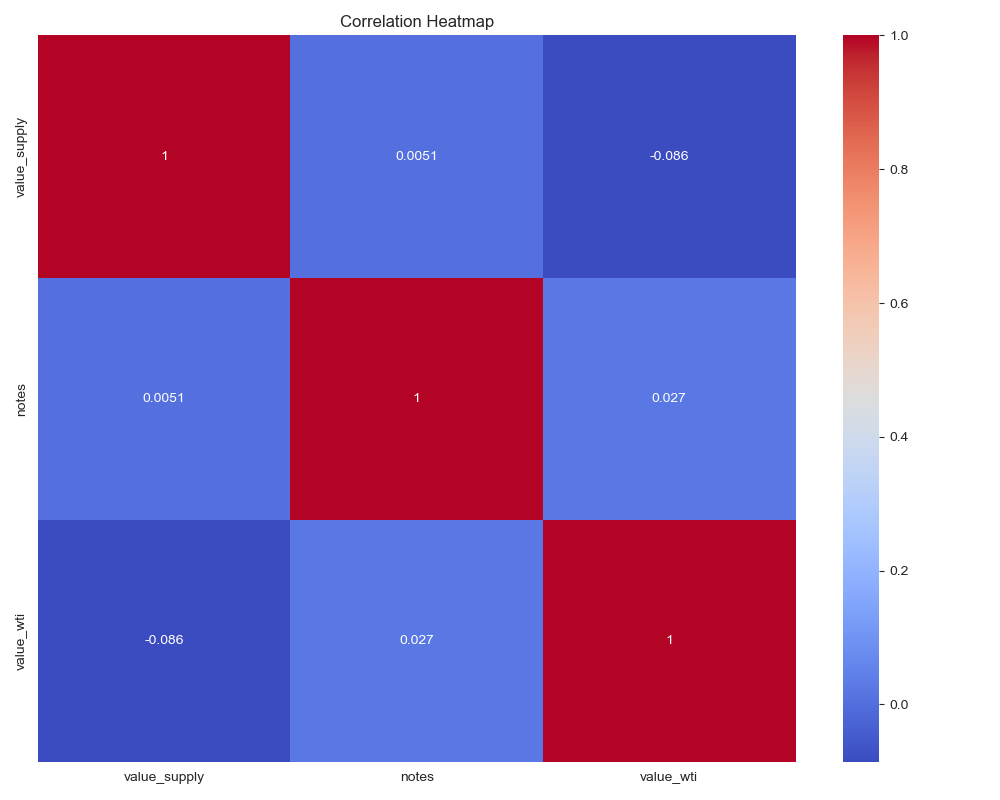 Correlation Heatmap
value_supply
1
0.0051
-0.086
notes
0.0051
1
0.027
value_wti
-0.086
0.027
1
value_supply
notes
value_wti
1.0
0.8
0.6
0.4
0.2
0.0